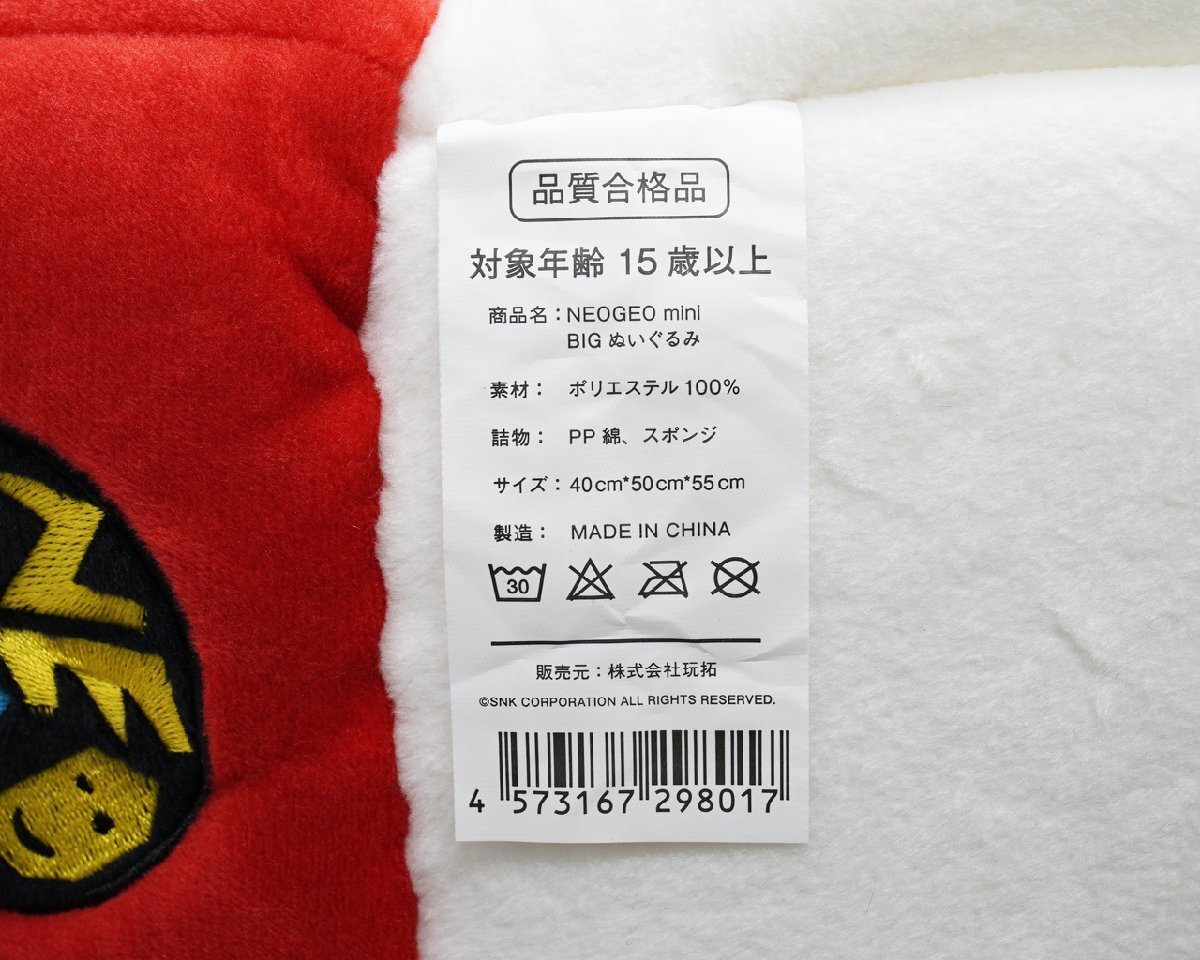 品質合格品
対象年齢 15 歳以上
商品名：NEOGEO mini
BIG ぬいぐるみ
素材： ポリエステル100%
詰物： PP 綿、スポンジ
サイズ：40cm*50cm*55cm
製造： MADE IN CHINA
30
販売元：株式会社玩拓
©SNK CORPORATION ALL RIGHTS RESERVED.
4 573167 298017